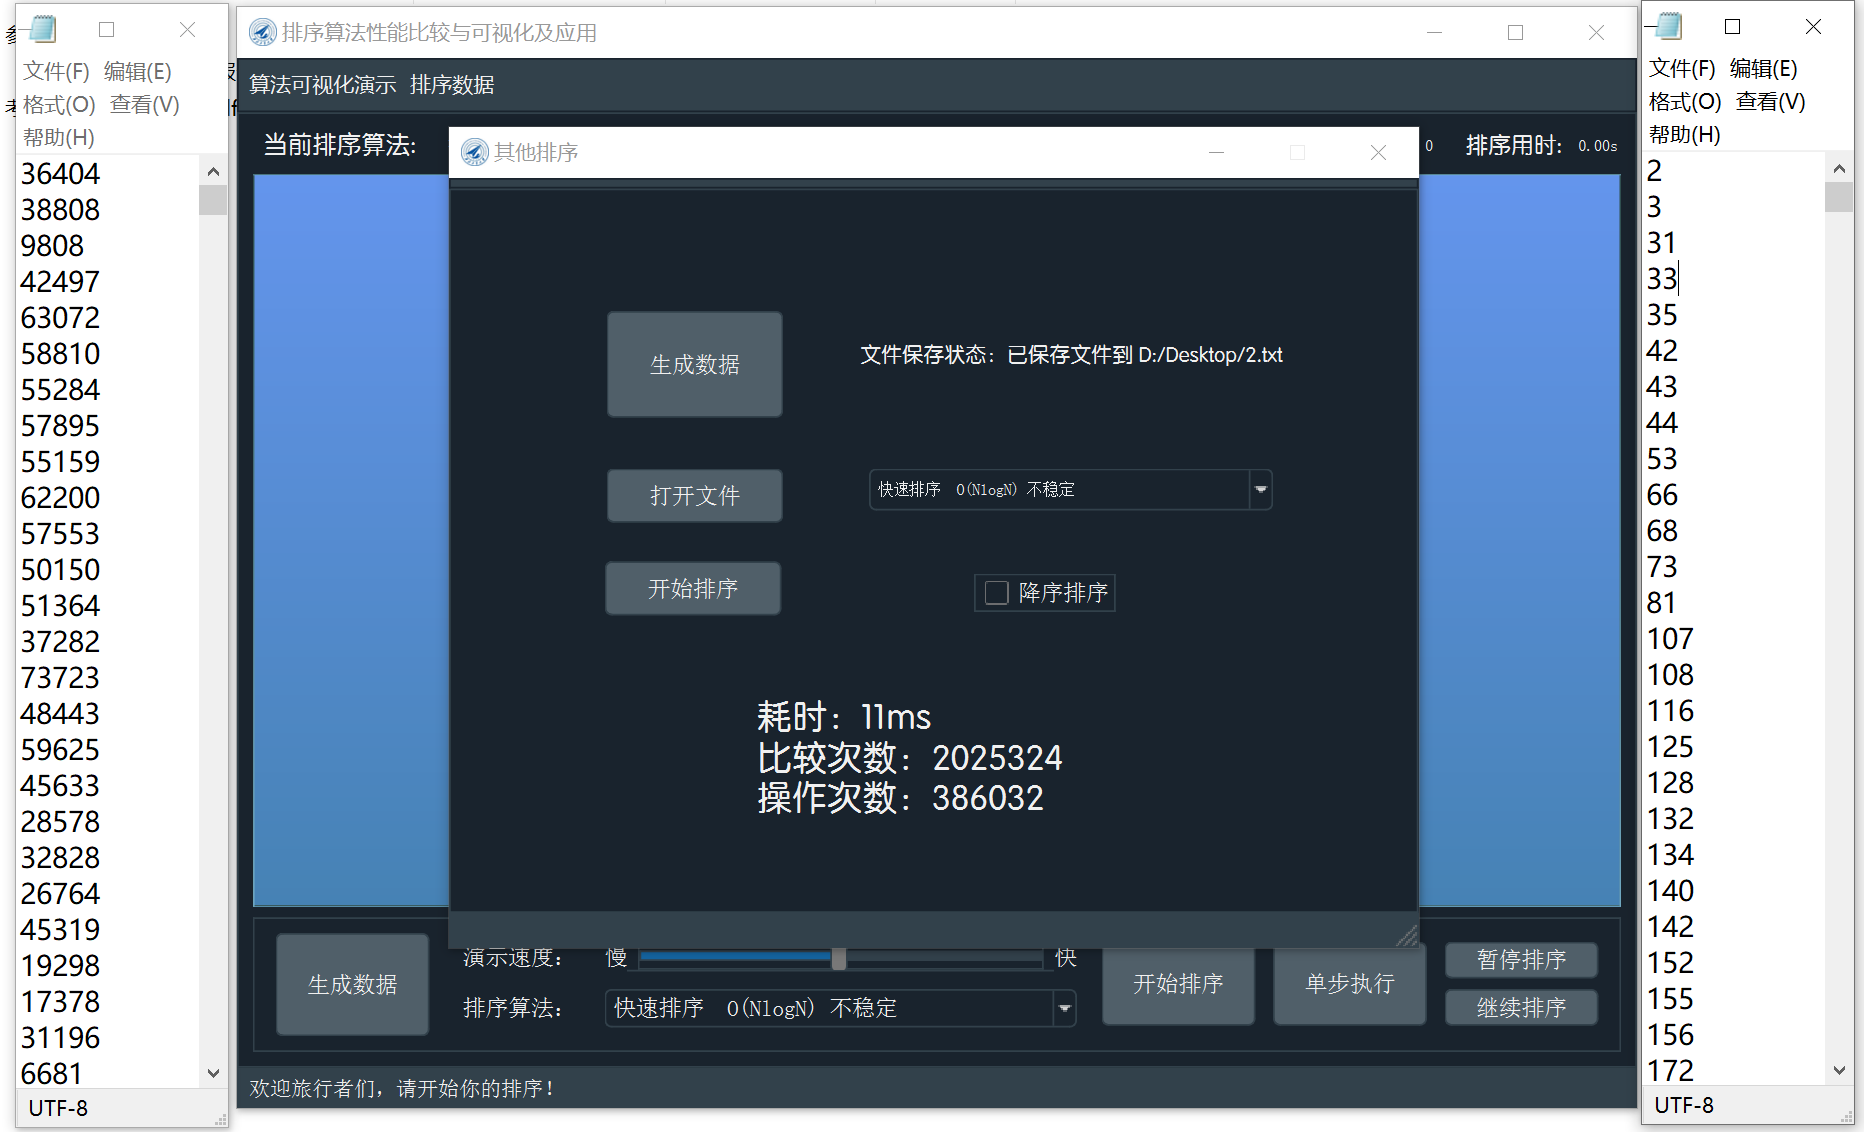 文件(F) 编辑(E)
格式(O) 查看(V)
帮助(H)
36404
38808
9808
42497
63072
58810
55284
57895
55159
62200
57553
50150
51364
37282
73723
48443
59625
45633
28578
32828
26764
45319
19298
17378
31196
6681
UTF-8
排序算法性能比较与可视化及应用
算法可视化演示 排序数据
当前排序算法:
0 排序用时: 0.00s
其他排序
生成数据
文件保存状态：已保存文件到 D:/Desktop/2.txt
打开文件
快速排序 O(NlogN) 不稳定
开始排序
降序排序
耗时：11ms
比较次数：2025324
操作次数：386032
生成数据
演示速度： 慢 快
排序算法： 快速排序 O(NlogN) 不稳定
开始排序
单步执行
暂停排序
继续排序
欢迎旅行者们，请开始你的排序！
文件(F) 编辑(E)
格式(O) 查看(V)
帮助(H)
2
3
31
33
35
42
43
44
53
66
68
73
81
107
108
116
125
128
132
134
140
142
152
155
156
172
UTF-8